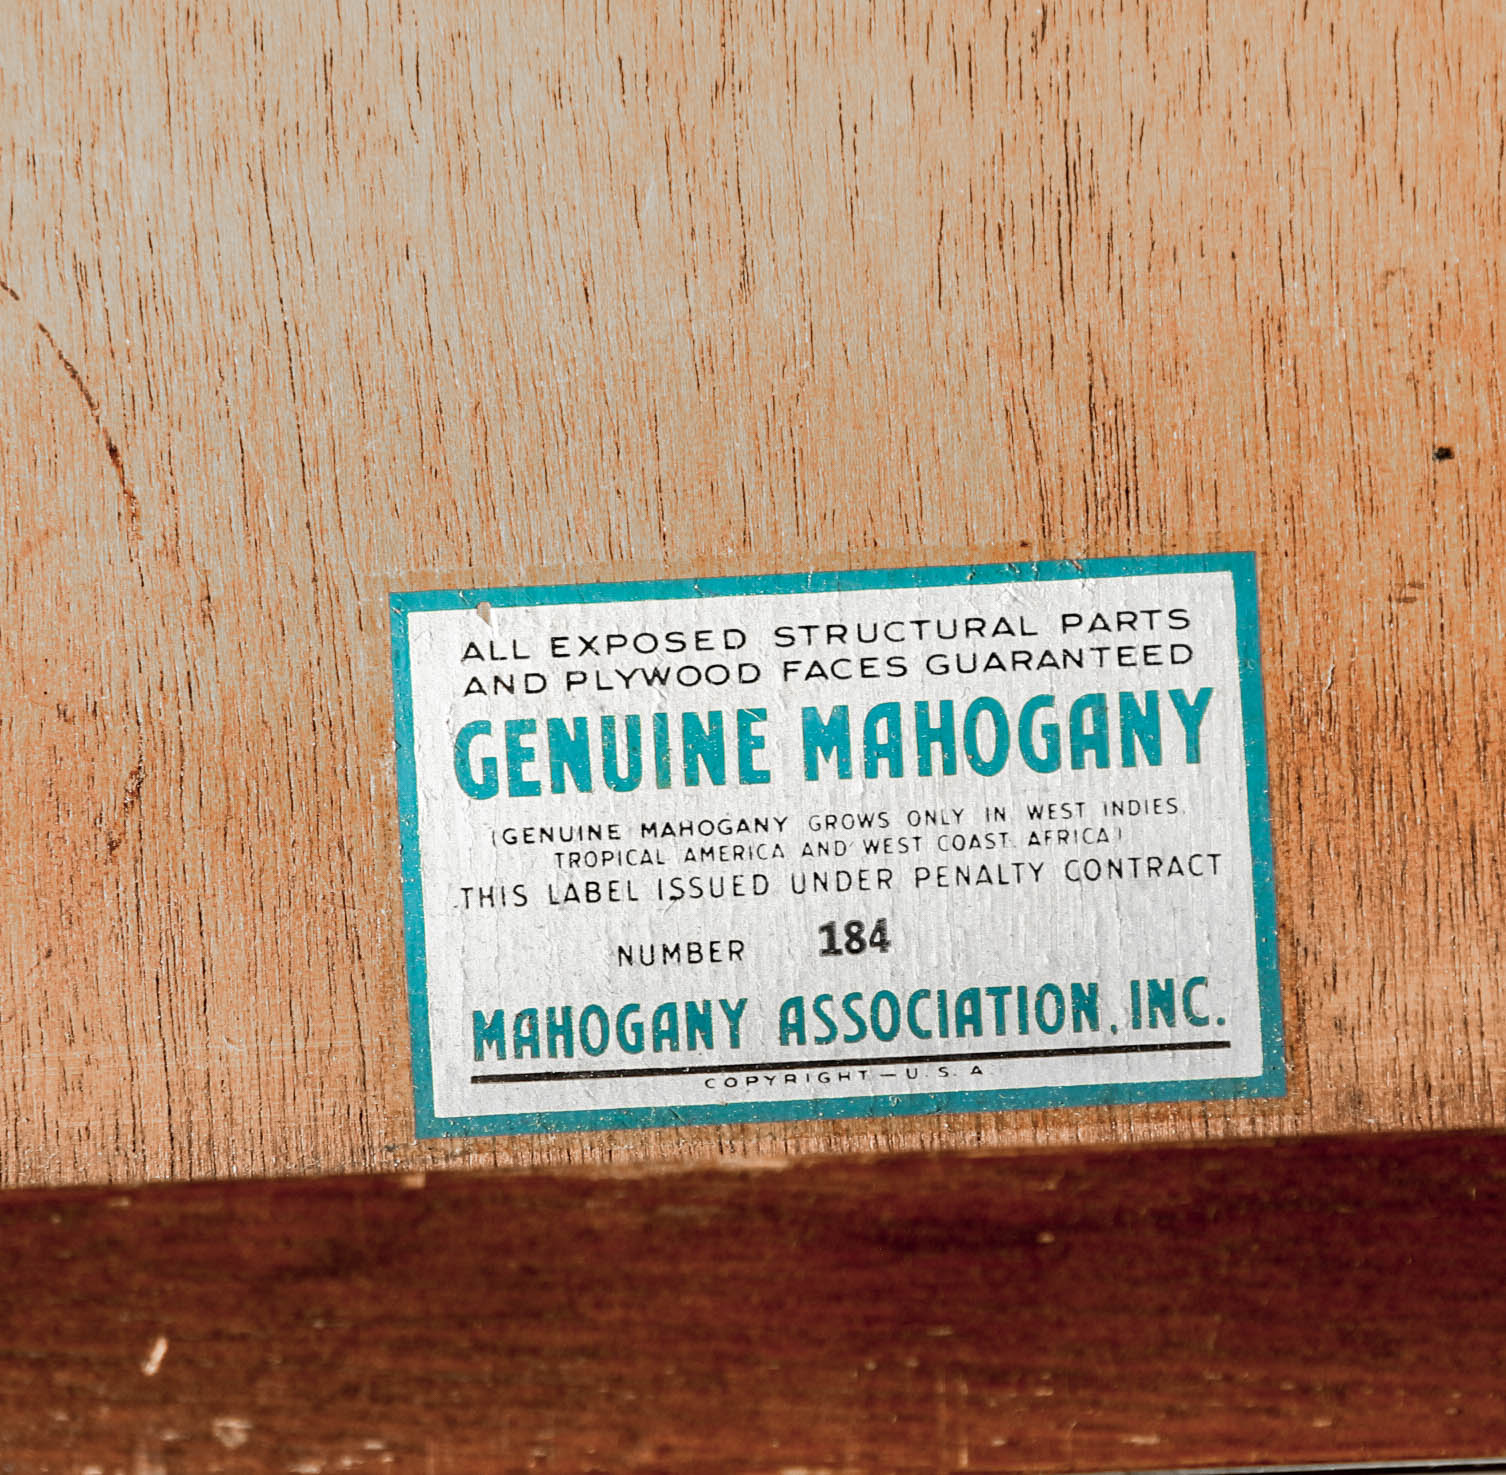 ALL EXPOSED STRUCTURAL PARTS
AND PLYWOOD FACES GUARANTEED
GENUINE MAHOGANY
(GENUINE MAHOGANY GROWS ONLY IN WEST INDIES,
TROPICAL AMERICA AND WEST COAST AFRICA)
THIS LABEL ISSUED UNDER PENALTY CONTRACT
NUMBER 184
MAHOGANY ASSOCIATION, INC.
COPYRIGHT — U.S.A